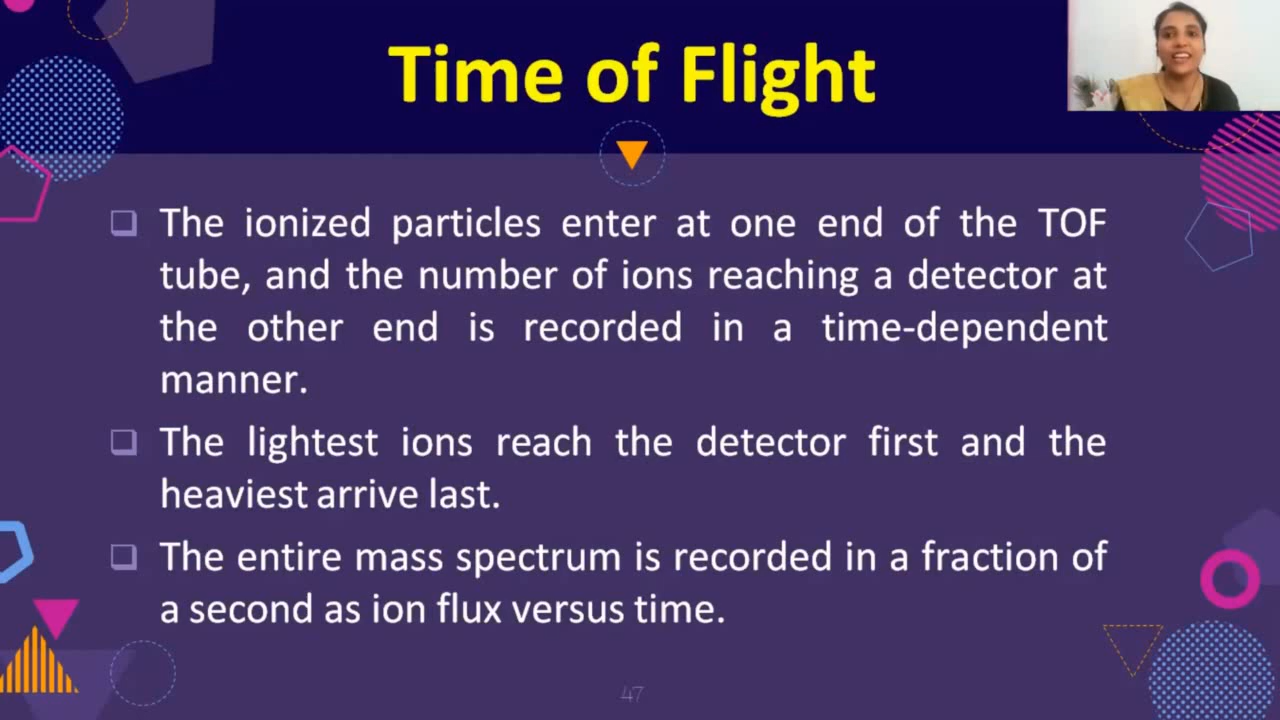 Time of Flight
The ionized particles enter at one end of the TOF
tube, and the number of ions reaching a detector at
the other end is recorded in a time-dependent
manner.
The lightest ions reach the detector first and the
heaviest arrive last.
The entire mass spectrum is recorded in a fraction of
a second as ion flux versus time.
47